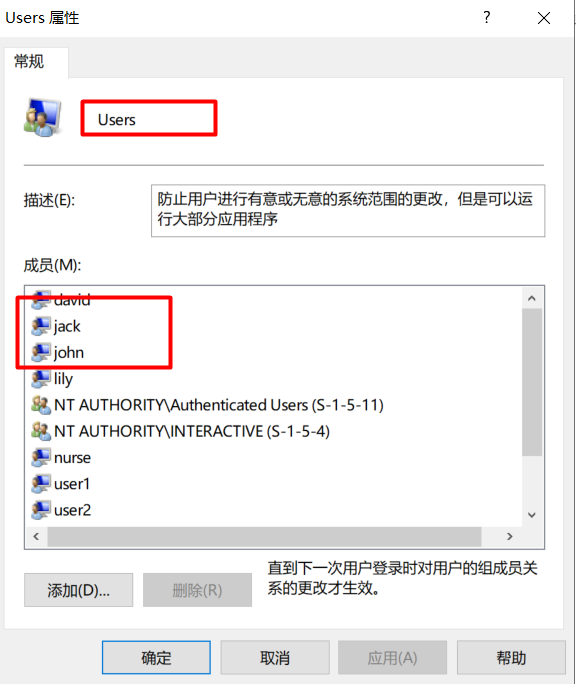 Users 属性
?
常规
Users
描述(E):
防止用户进行有意或无意的系统范围的更改，但是可以运
行大部分应用程序
成员(M):
david
jack
john
lily
NT AUTHORITY\Authenticated Users (S-1-5-11)
NT AUTHORITY\INTERACTIVE (S-1-5-4)
nurse
user1
user2
添加(D)...
删除(R)
直到下一次用户登录时对用户的组成员关
系的更改才生效。
确定
取消
应用(A)
帮助